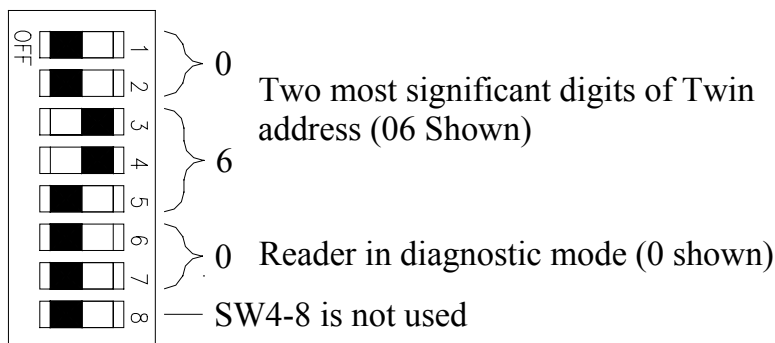 OFF
1
2
3
4
5
6
7
8
0
Two most significant digits of Twin
address (06 Shown)
6
0 Reader in diagnostic mode (0 shown)
SW4-8 is not used